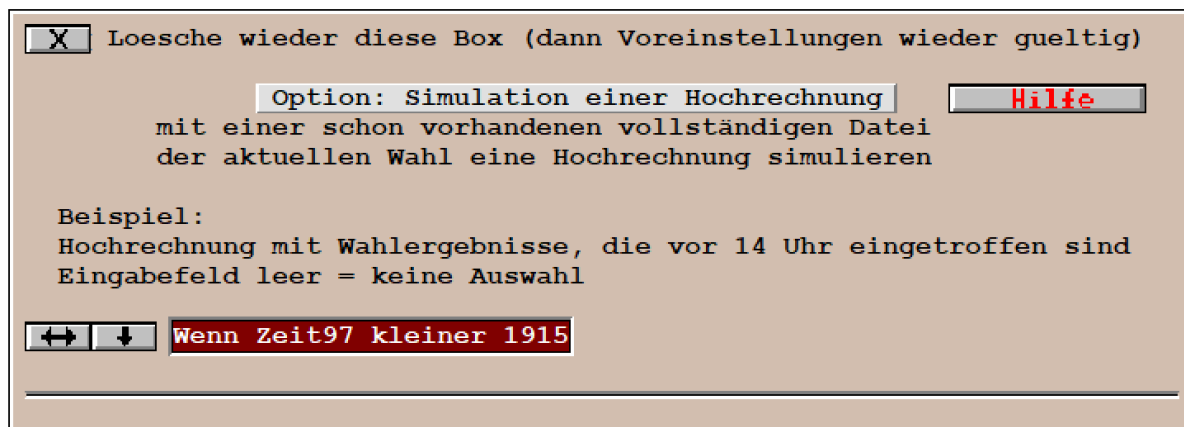 X Loesche wieder diese Box (dann Voreinstellungen wieder gueltig)
Option: Simulation einer Hochrechnung Hilfe
mit einer schon vorhandenen vollständigen Datei
der aktuellen Wahl eine Hochrechnung simulieren
Beispiel:
Hochrechnung mit Wahlergebnisse, die vor 14 Uhr eingetroffen sind
Eingabefeld leer = keine Auswahl
Wenn Zeit97 kleiner 1915